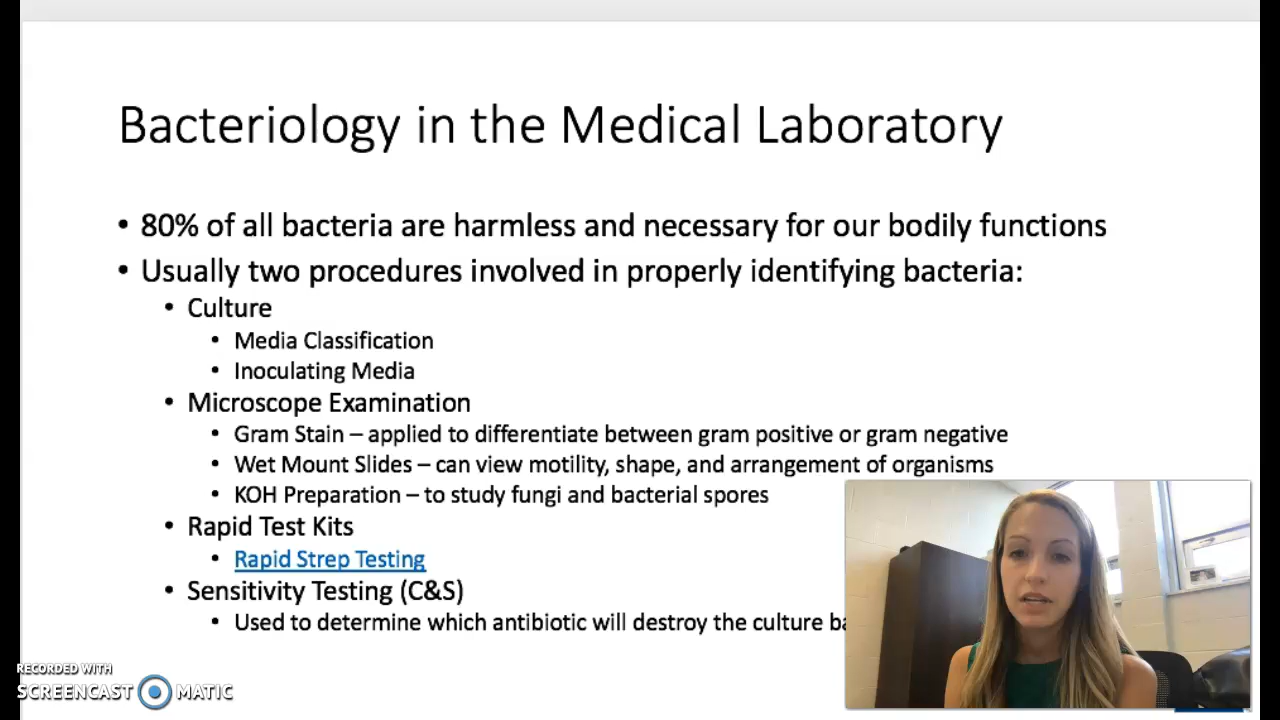 Bacteriology in the Medical Laboratory
• 80% of all bacteria are harmless and necessary for our bodily functions
• Usually two procedures involved in properly identifying bacteria:
• Culture
• Media Classification
• Inoculating Media
• Microscope Examination
• Gram Stain – applied to differentiate between gram positive or gram negative
• Wet Mount Slides – can view motility, shape, and arrangement of organisms
• KOH Preparation – to study fungi and bacterial spores
• Rapid Test Kits
• Rapid Strep Testing
• Sensitivity Testing (C&S)
• Used to determine which antibiotic will destroy the culture
RECORDED WITH
SCREENCAST MATIC